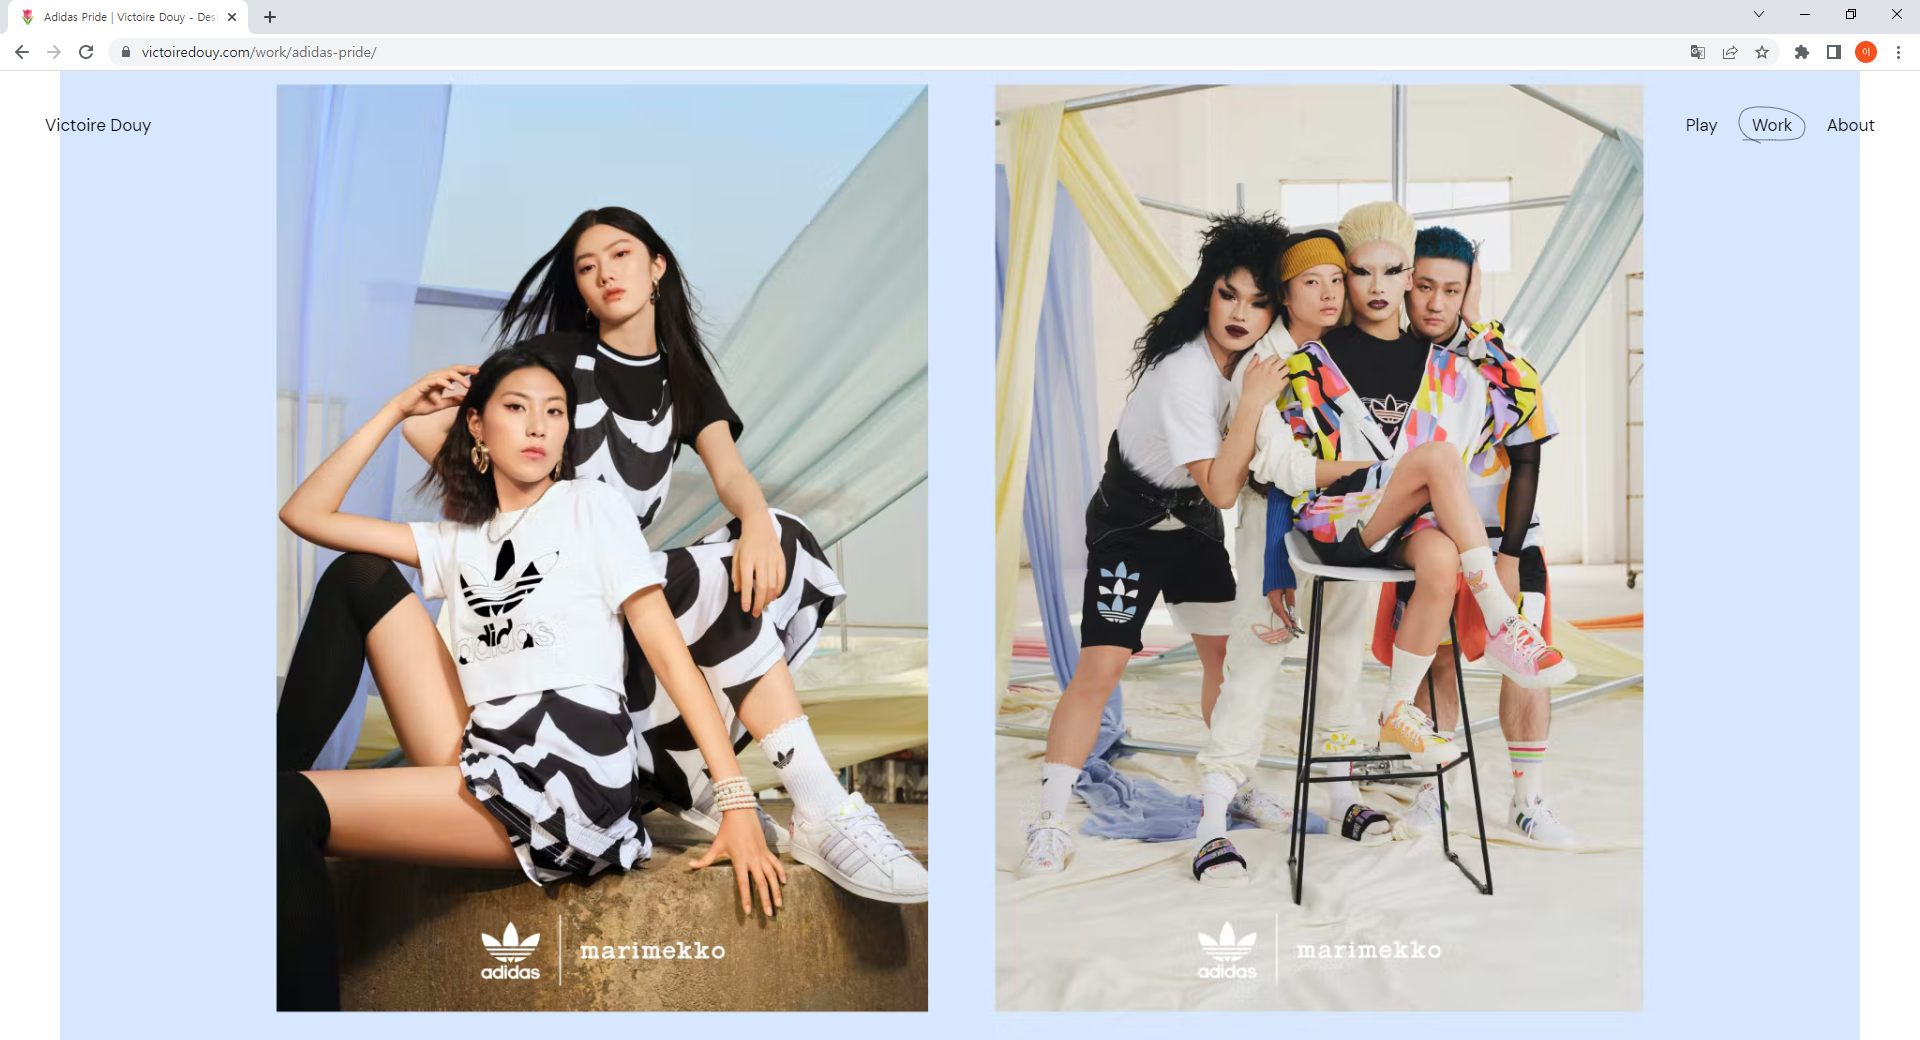 Adidas Pride | Victoire Douy - Des
victoiredouy.com/work/adidas-pride/
이
Victoire Douy
Play
Work
About
adidas
adidas
marimekko
adidas
marimekko